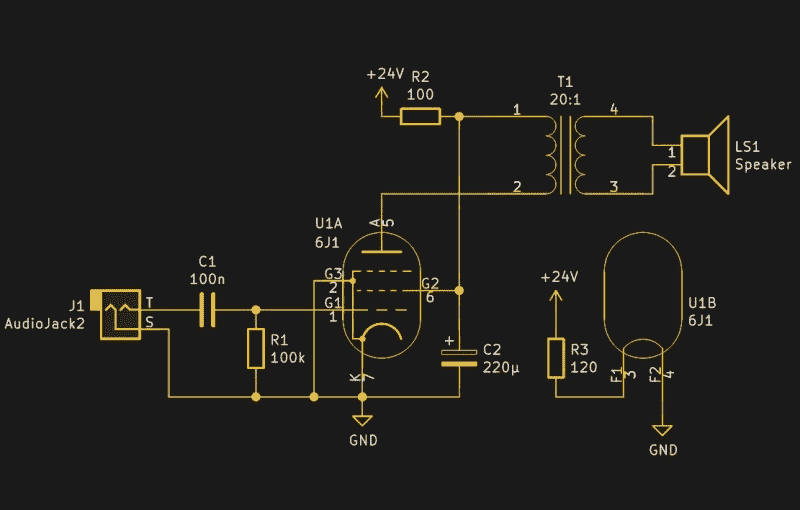 +24V R2
100
T1
20:1
1
4
2
3
1
2
LS1
Speaker
U1A
6J1
A
5
C1
100n
G3
2
G2
6
G1
1
J1
AudioJack2
T
S
R1
100k
K
7
+
C2
220µ
GND
+24V
R3
120
U1B
6J1
F1
3
F2
4
GND